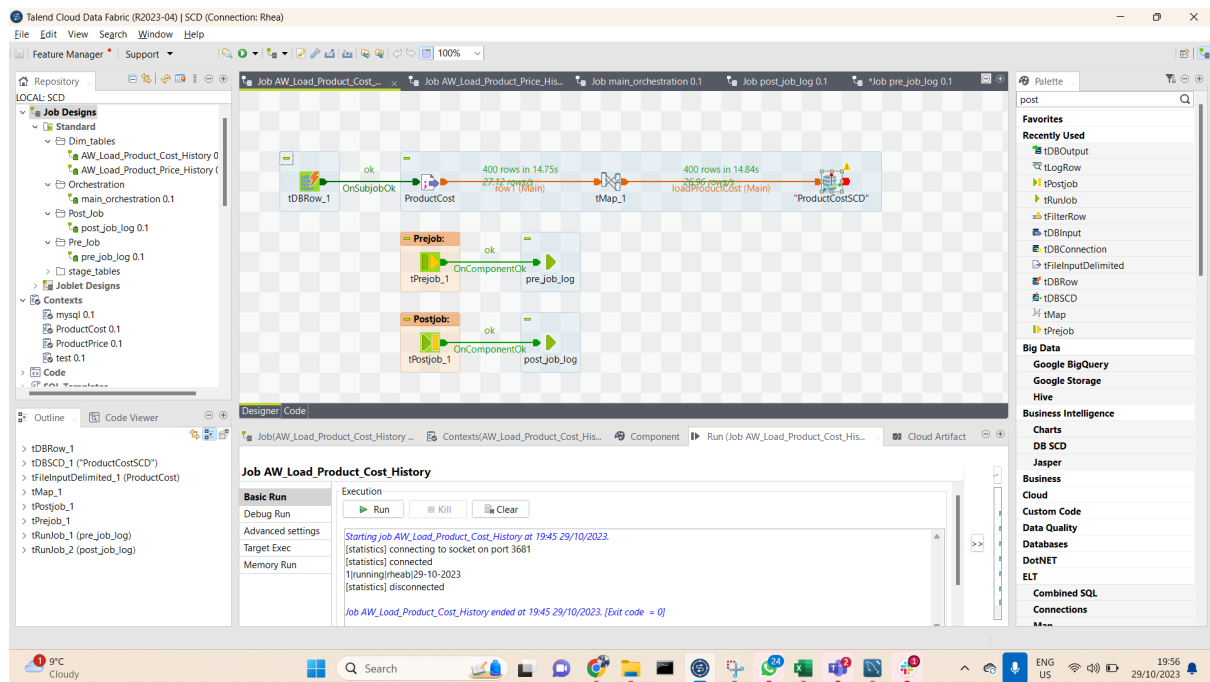 Talend Cloud Data Fabric (R2023-04) | SCD (Connection: Rhea)
File Edit View Search Window Help
Feature Manager Support 100%
Repository
LOCAL: SCD
Job Designs
Standard
Dim_tables
AW_Load_Product_Cost_History 0
AW_Load_Product_Price_History (
Orchestration
main_orchestration 0.1
Post_Job
post_job_log 0.1
Pre_Job
pre_job_log 0.1
stage_tables
Joblet Designs
Contexts
mysql 0.1
ProductCost 0.1
ProductPrice 0.1
test 0.1
Code
SQL Templates
Job AW_Load_Product_Cost_... Job AW_Load_Product_Price_His... Job main_orchestration 0.1 Job post_job_log 0.1 *Job pre_job_log 0.1
ok
OnSubjobOk
tDBRow_1
ProductCost
400 rows in 14.75s
27.12 rows/s
row1 (Main)
tMap_1
400 rows in 14.84s
26.96 rows/s
loadProductCost (Main)
"ProductCostSCD"
Prejob:
ok
OnComponentOk
tPrejob_1
pre_job_log
Postjob:
ok
OnComponentOk
tPostjob_1
post_job_log
Designer Code
Palette
post
Favorites
Recently Used
tDBOutput
tLogRow
tPostjob
tRunJob
tFilterRow
tDBInput
tDBConnection
tFileInputDelimited
tDBRow
tDBSCD
tMap
tPrejob
Big Data
Google BigQuery
Google Storage
Hive
Business Intelligence
Charts
DB SCD
Jasper
Business
Cloud
Custom Code
Data Quality
Databases
DotNET
ELT
Combined SQL
Connections
Map
Outline Code Viewer
tDBRow_1
tDBSCD_1 ("ProductCostSCD")
tFileInputDelimited_1 (ProductCost)
tMap_1
tPostjob_1
tPrejob_1
tRunJob_1 (pre_job_log)
tRunJob_2 (post_job_log)
Job(AW_Load_Product_Cost_History ... Contexts(AW_Load_Product_Cost_His... Component Run (Job AW_Load_Product_Cost_His... Cloud Artifact
Job AW_Load_Product_Cost_History
Basic Run
Debug Run
Advanced settings
Target Exec
Memory Run
Execution
Run Kill Clear
Starting job AW_Load_Product_Cost_History at 19:45 29/10/2023.
[statistics] connecting to socket on port 3681
[statistics] connected
1|running|rheab|29-10-2023
[statistics] disconnected
Job AW_Load_Product_Cost_History ended at 19:45 29/10/2023. [Exit code = 0]
>>
1
9°C
Cloudy
Search
24
2
1
ENG
US
19:56
29/10/2023